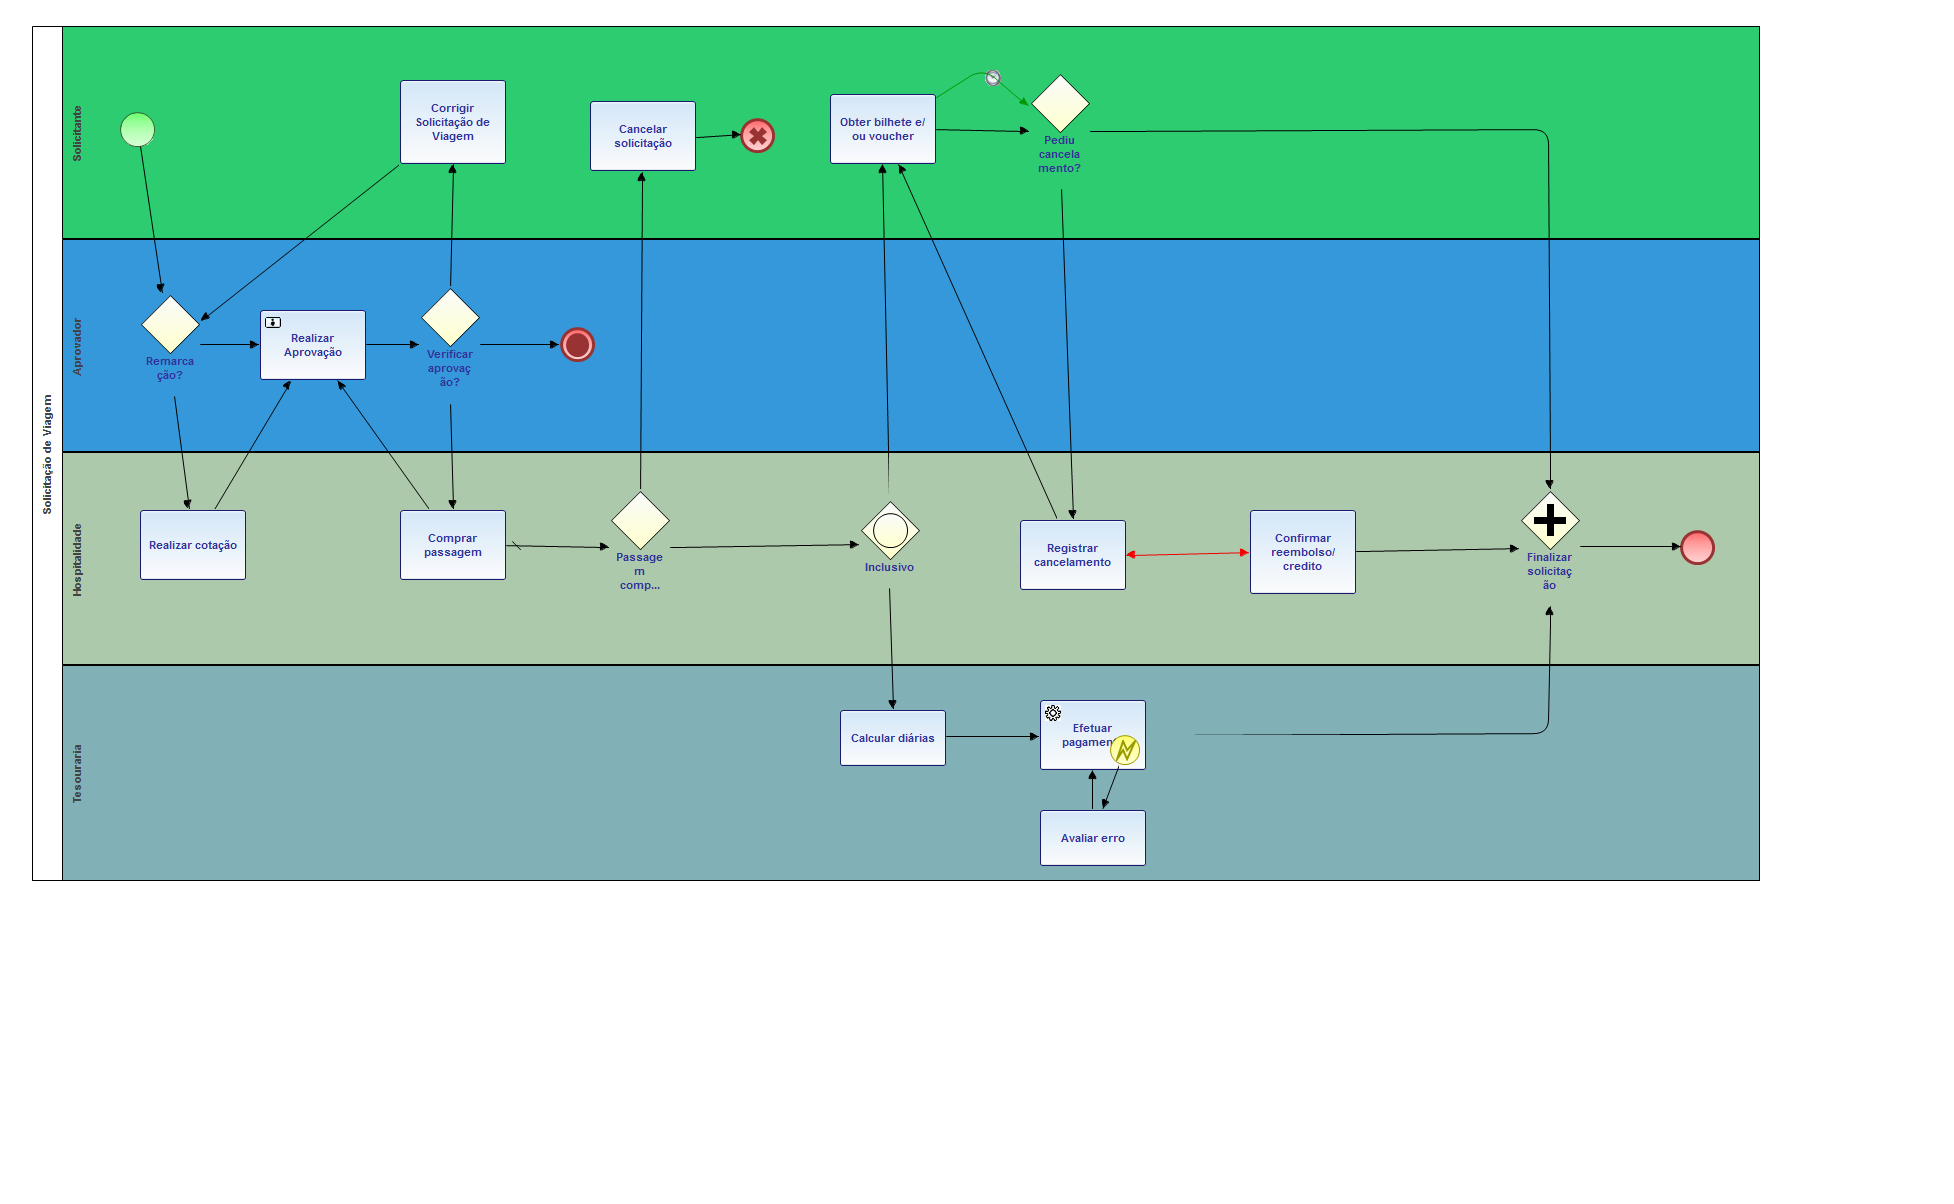 Solicitação de Viagem
Solicitante
Corrigir
Solicitação de
Viagem
Cancelar
solicitação
Obter bilhete e/
ou voucher
Pediu
cancela
mento?
Aprovador
Remarca
ção?
Realizar
Aprovação
Verificar
aprovaç
ão?
Hospitalidade
Realizar cotação
Comprar
passagem
Passage
m
comp...
Inclusivo
Registrar
cancelamento
Confirmar
reembolso/
credito
Finalizar
solicitaç
ão
Tesouraria
Calcular diárias
Efetuar
pagamen
Avaliar erro